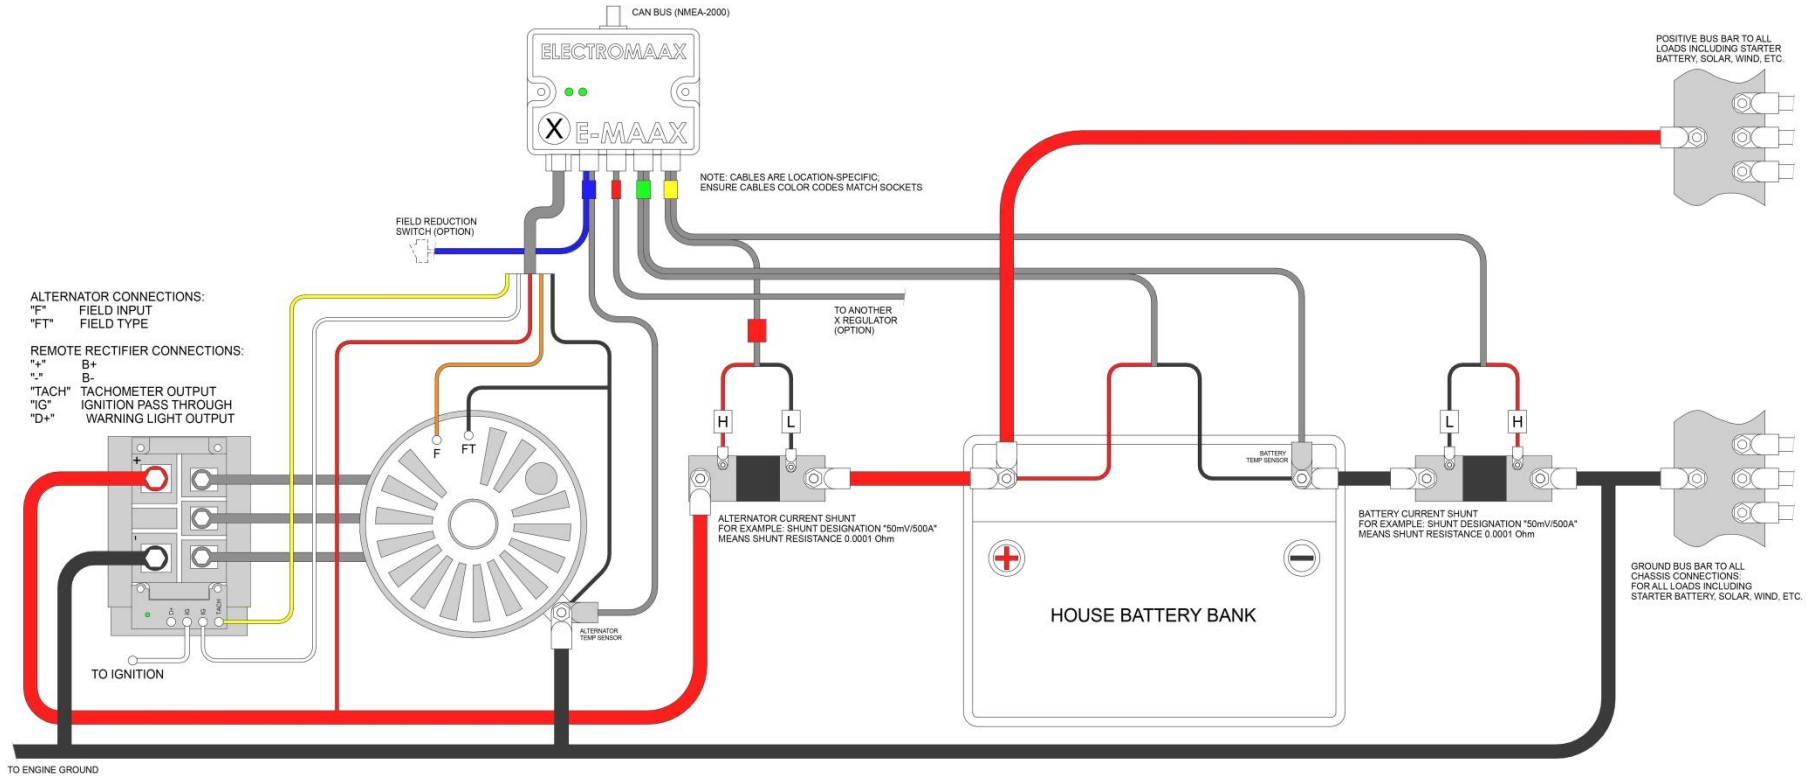 CAN BUS (NMEA-2000)
ELECTROMAAX
X E-MAAX
POSITIVE BUS BAR TO ALL
LOADS INCLUDING STARTER
BATTERY, SOLAR, WIND, ETC.
NOTE: CABLES ARE LOCATION-SPECIFIC;
ENSURE CABLES COLOR CODES MATCH SOCKETS
FIELD REDUCTION
SWITCH (OPTION)
ALTERNATOR CONNECTIONS:
"F" FIELD INPUT
"FT" FIELD TYPE
REMOTE RECTIFIER CONNECTIONS:
"+" B+
"-" B-
"TACH" TACHOMETER OUTPUT
"IG" IGNITION PASS THROUGH
"D+" WARNING LIGHT OUTPUT
TO ANOTHER
X REGULATOR
(OPTION)
H L
L H
F FT
+
-
BATTERY
TEMP SENSOR
ALTERNATOR CURRENT SHUNT
FOR EXAMPLE: SHUNT DESIGNATION "50mV/500A"
MEANS SHUNT RESISTANCE 0.0001 Ohm
BATTERY CURRENT SHUNT
FOR EXAMPLE: SHUNT DESIGNATION "50mV/500A"
MEANS SHUNT RESISTANCE 0.0001 Ohm
+
-
HOUSE BATTERY BANK
GROUND BUS BAR TO ALL
CHASSIS CONNECTIONS:
FOR ALL LOADS INCLUDING
STARTER BATTERY, SOLAR, WIND, ETC.
D+ IG IG TACH
ALTERNATOR
TEMP SENSOR
TO IGNITION
TO ENGINE GROUND